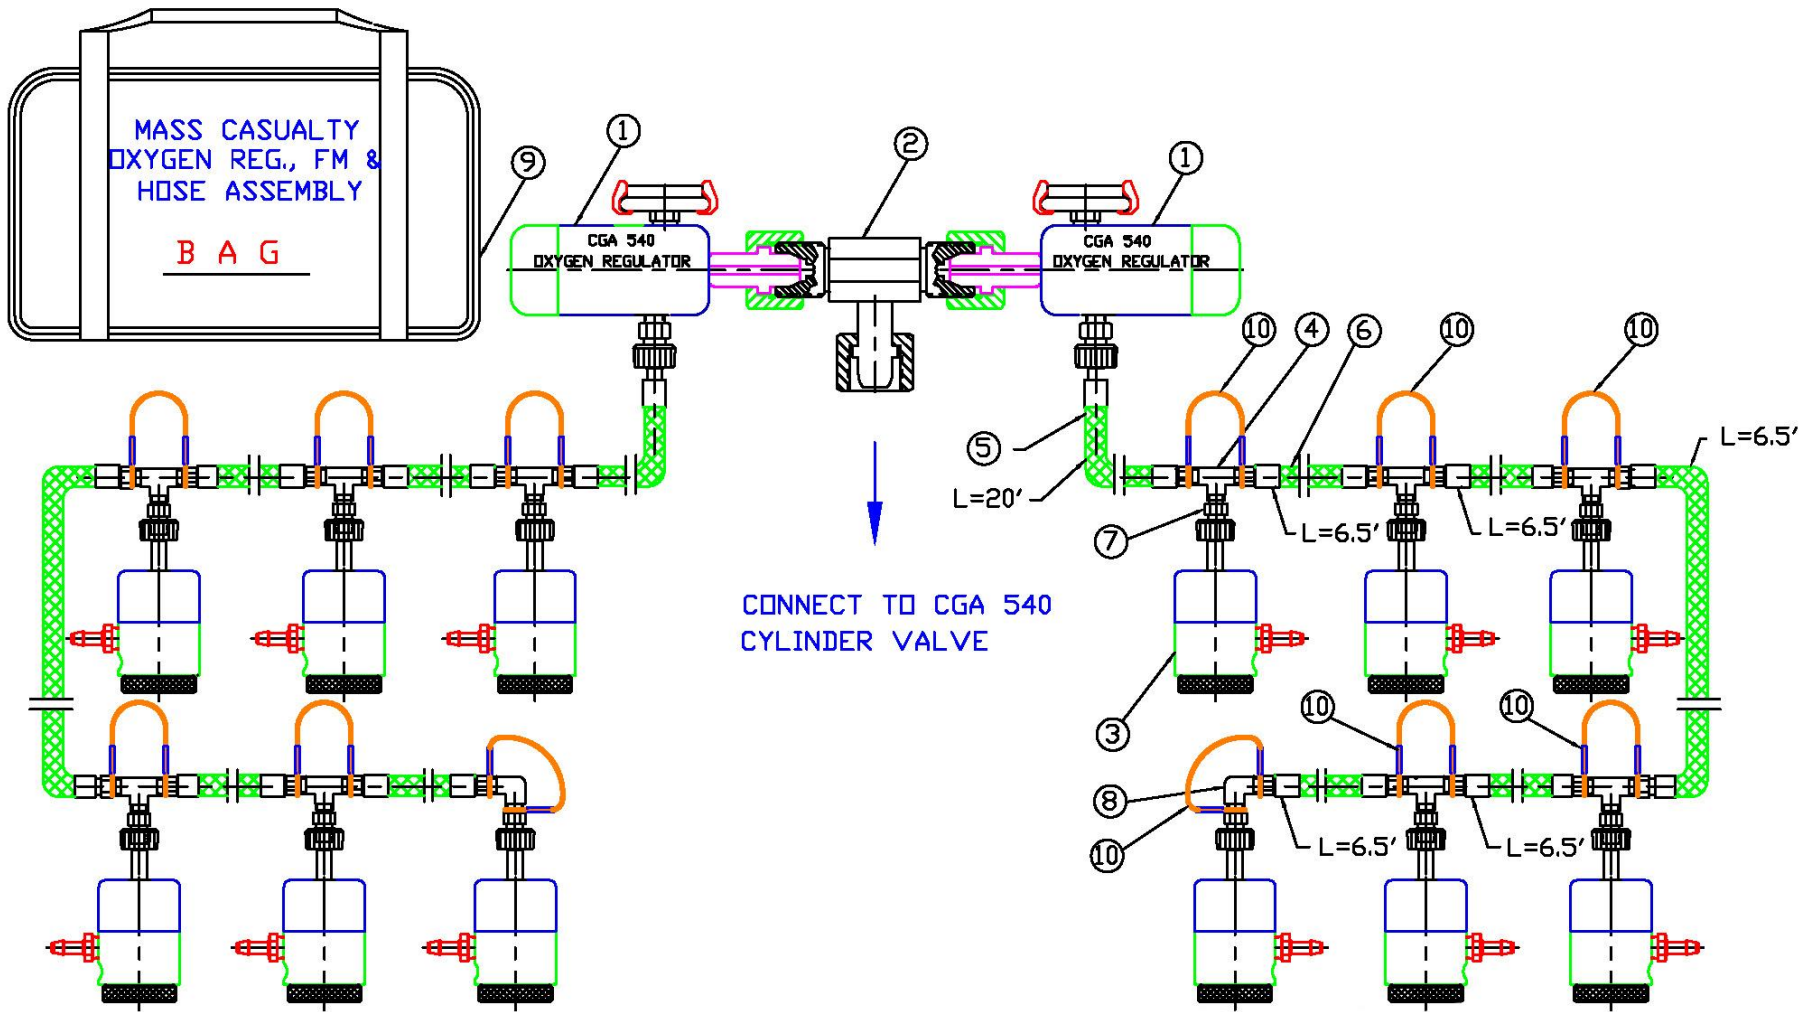 MASS CASUALTY
OXYGEN REG., FM &
HOSE ASSEMBLY
B A G
9
1
2
1
CGA 540
OXYGEN REGULATOR
CGA 540
OXYGEN REGULATOR
10
4
6
10
10
5
L=20'
L=6.5'
7
L=6.5'
L=6.5'
CONNECT TO CGA 540
CYLINDER VALVE
3
10
10
8
10
L=6.5'
L=6.5'